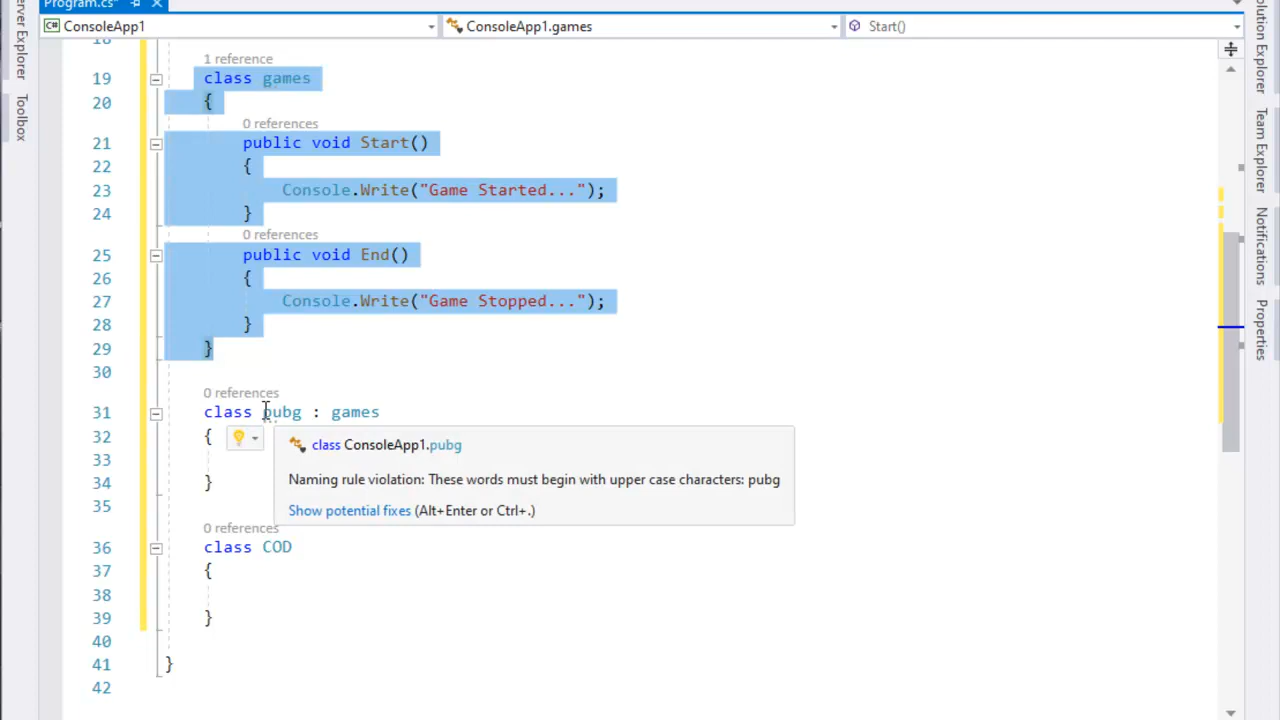 Program.cs*
ConsoleApp1
ConsoleApp1.games
Start()
Toolbox
Solution Explorer
Team Explorer
Notifications
Properties
1 reference
19 class games
20 {
0 references
21 public void Start()
22 {
23 Console.Write("Game Started...");
24 }
0 references
25 public void End()
26 {
27 Console.Write("Game Stopped...");
28 }
29 }
30
0 references
31 class pubg : games
32 {
class ConsoleApp1.pubg
33
Naming rule violation: These words must begin with upper case characters: pubg
34 }
35
Show potential fixes (Alt+Enter or Ctrl+.)
0 references
36 class COD
37 {
38
39 }
40
41 }
42